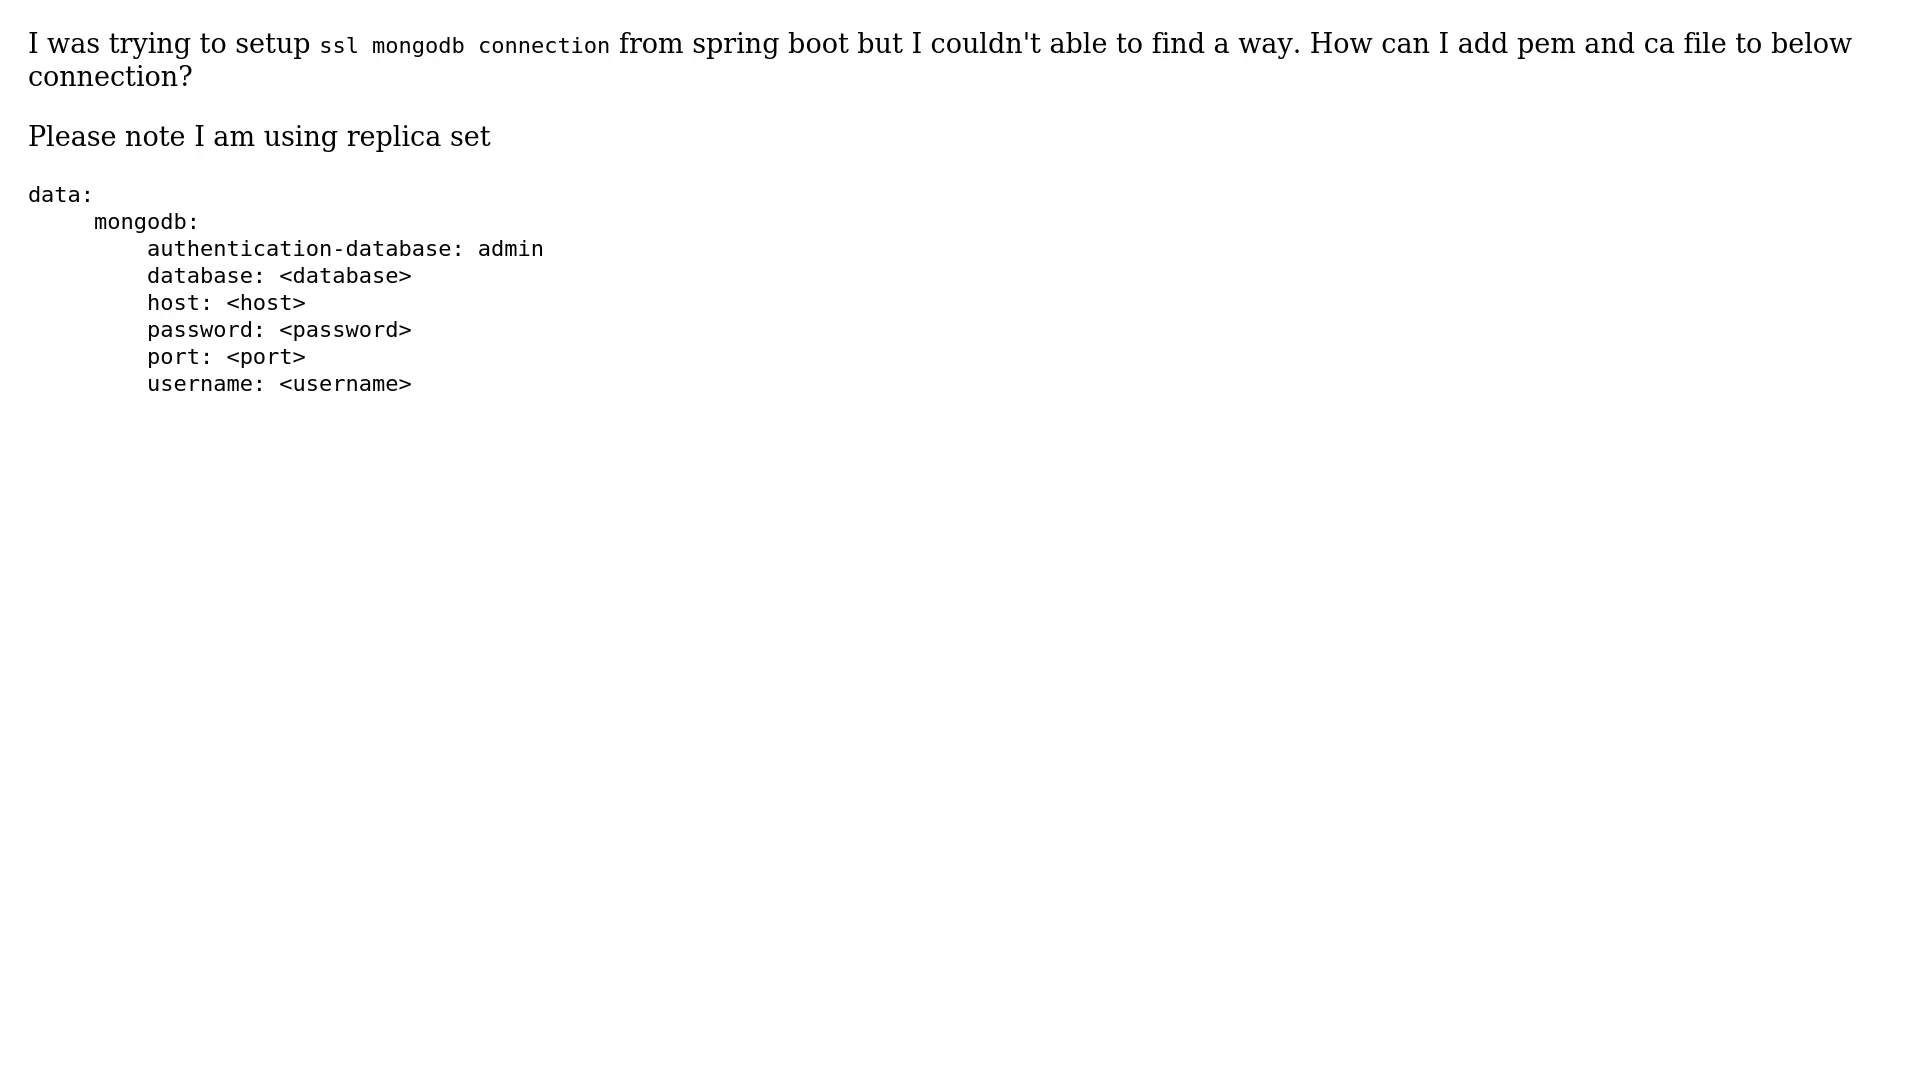 I was trying to setup ssl mongodb connection from spring boot but I couldn't able to find a way. How can I add pem and ca file to below
connection?
Please note I am using replica set
data:
     mongodb:
         authentication-database: admin
         database: <database>
         host: <host>
         password: <password>
         port: <port>
         username: <username>